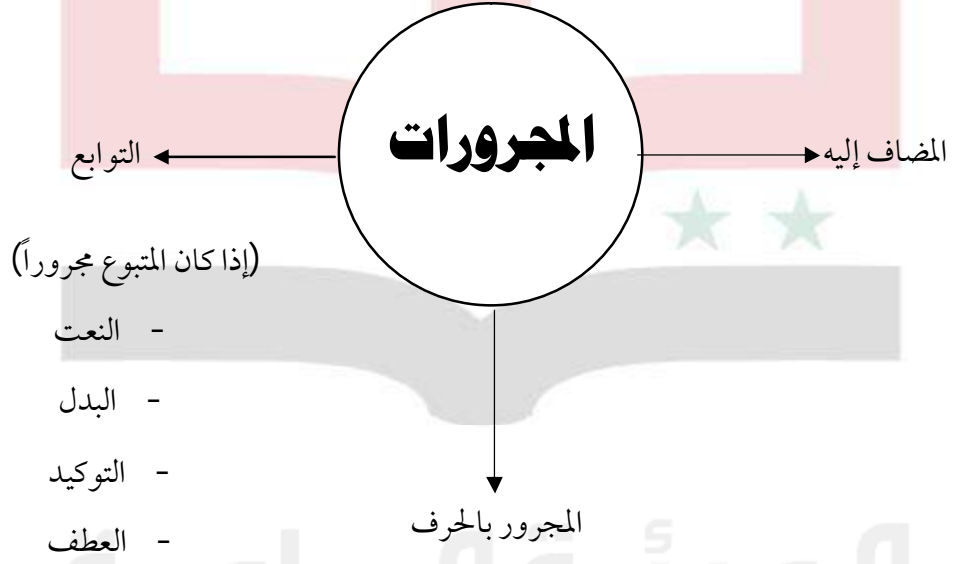 المجرورات
المضاف إليه
التوابع
(إذا كان المتبوع مجروراً)
- النعت
- البدل
- التوكيد
- العطف
المجرور بالحرف